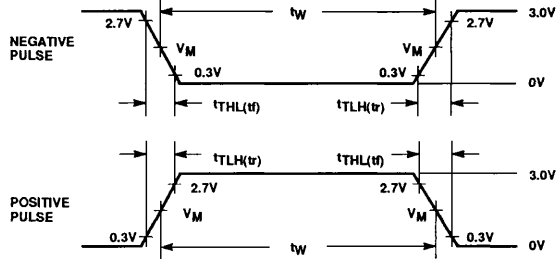 tW
3.0V
2.7V
2.7V
NEGATIVE
PULSE
VM
VM
0.3V
0.3V
0V
tTHL(tf)
tTLH(tr)
tTLH(tr)
tTHL(tf)
3.0V
2.7V
2.7V
POSITIVE
PULSE
VM
VM
0.3V
0.3V
tW
0V